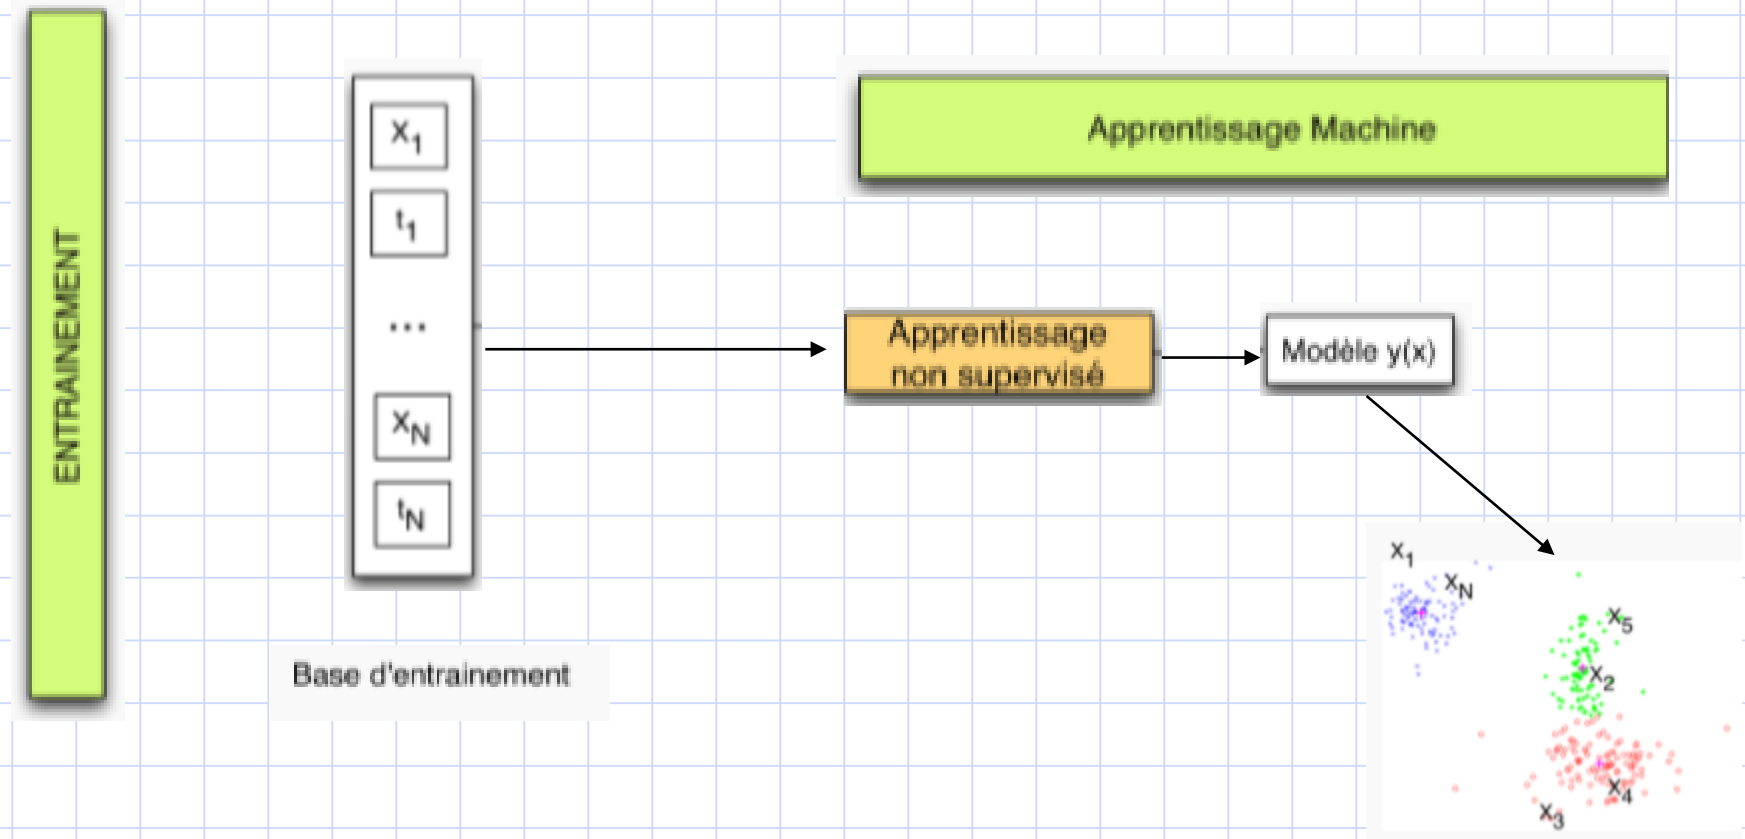 ENTRAINEMENT
x1
t1
...
xN
tN
Base d'entrainement
Apprentissage Machine
Apprentissage
non supervisé
Modèle y(x)
x1
xN
x5
x2
x4
x3